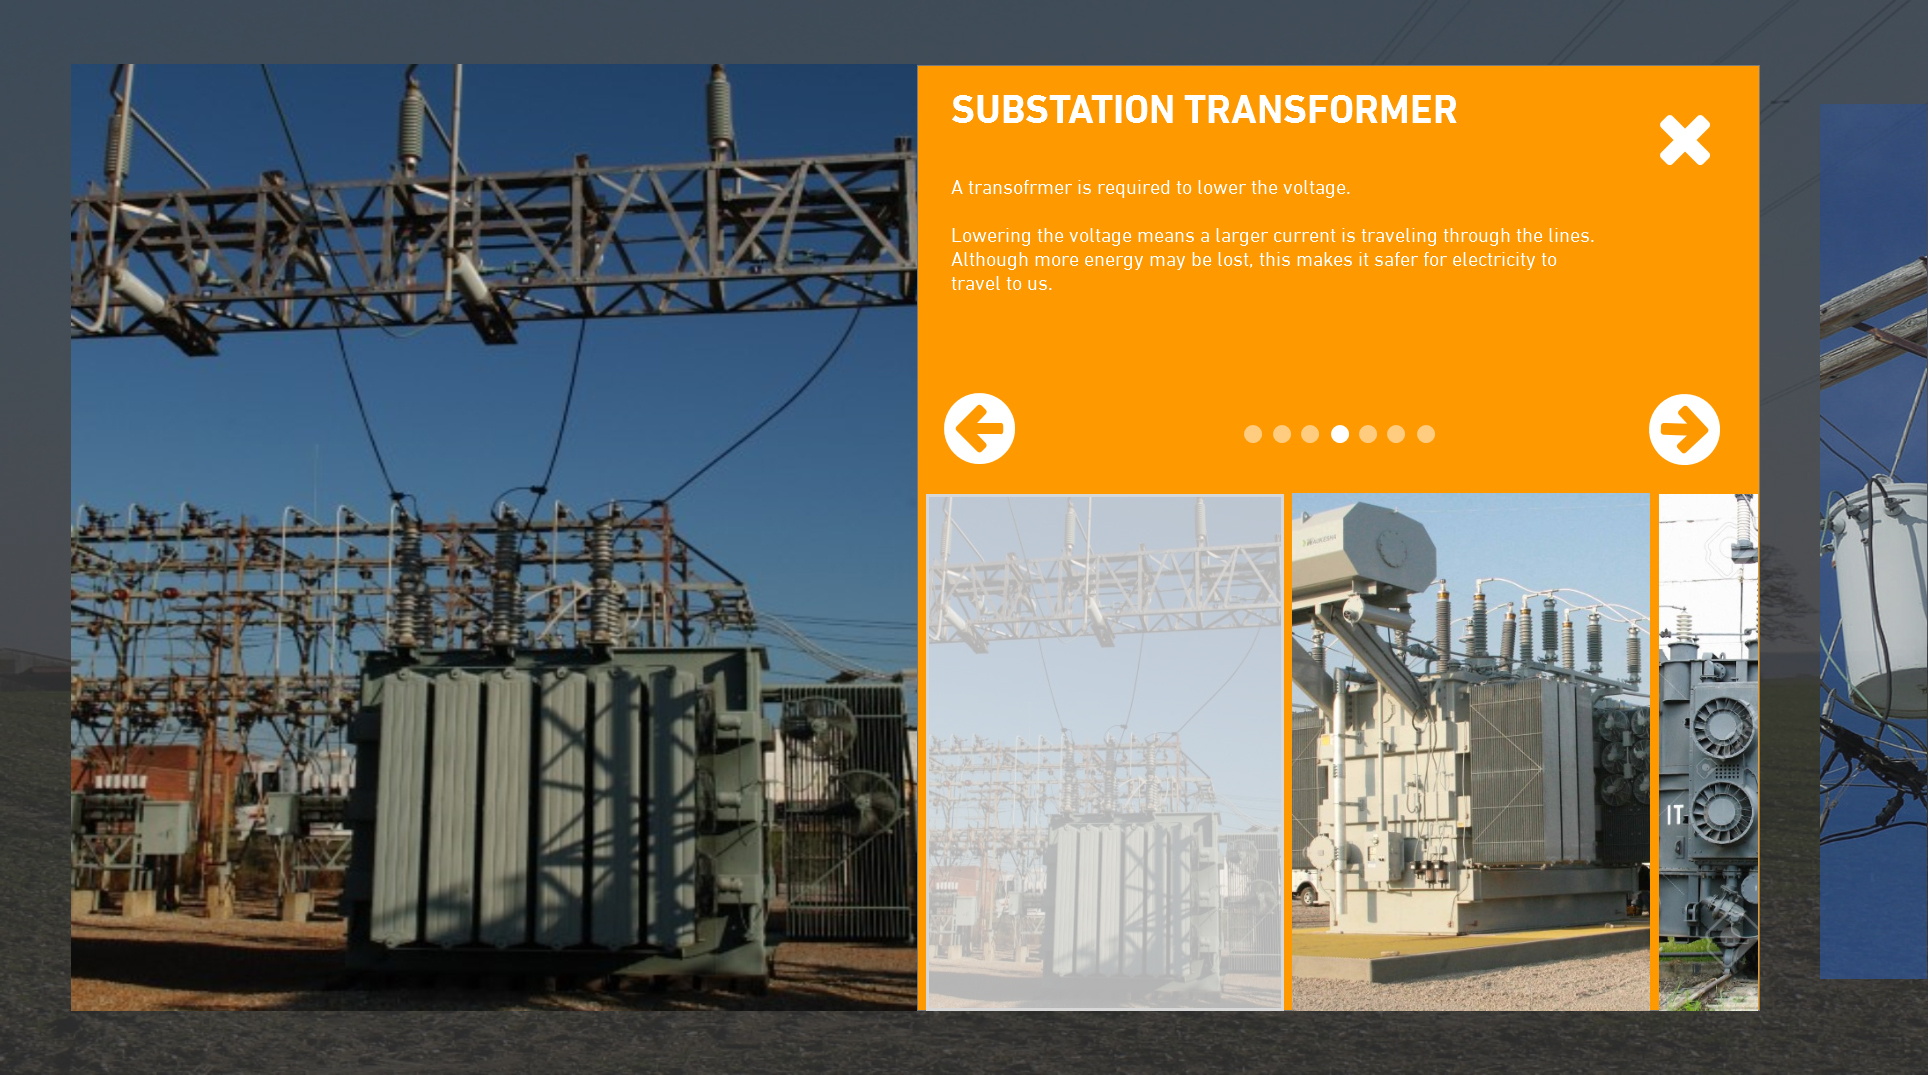 SUBSTATION TRANSFORMER
A transofrmer is required to lower the voltage.
Lowering the voltage means a larger current is traveling through the lines.
Although more energy may be lost, this makes it safer for electricity to
travel to us.
WAUKESHA
IT